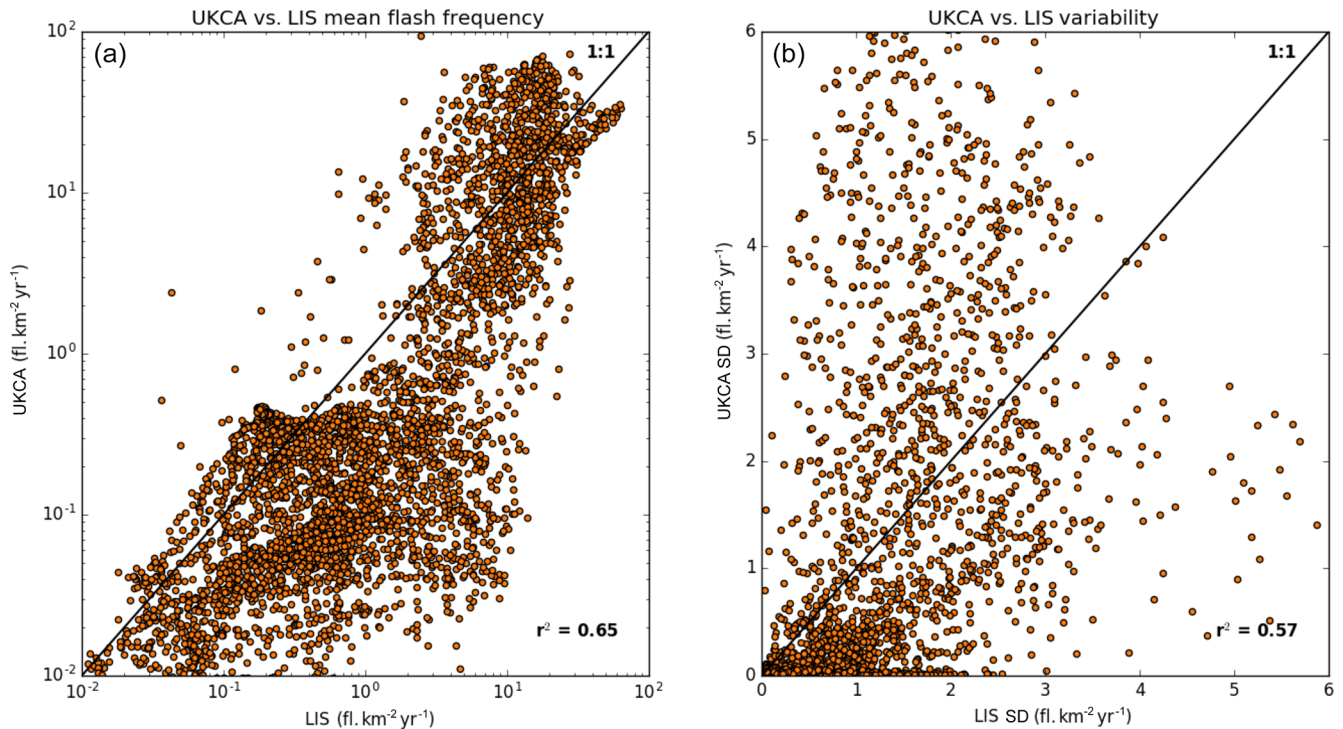 UKCA vs. LIS mean flash frequency
(a)
1:1
10²
10¹
10⁰
10⁻¹
10⁻²
UKCA (fl. km⁻² yr⁻¹)
r² = 0.65
10⁻² 10⁻¹ 10⁰ 10¹ 10²
LIS (fl. km⁻² yr⁻¹)
UKCA vs. LIS variability
(b)
1:1
6
5
4
3
2
1
0
UKCA SD (fl. km⁻² yr⁻¹)
r² = 0.57
0 1 2 3 4 5 6
LIS SD (fl. km⁻² yr⁻¹)